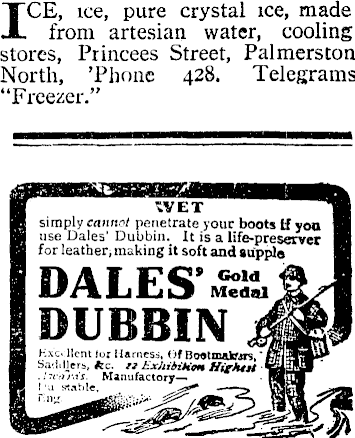 ICE, ice, pure crystal ice, made
from artesian water, cooling
stores, Princees Street, Palmerston
North, 'Phone 428. Telegrams
"Freezer."
WET
simply cannot penetrate your boots if you
use Dales' Dubbin. It is a life-preserver
for leather, making it soft and supple
DALES' Gold
Medal
DUBBIN
Excellent for Harness, Of Bootmakers,
Saddlers, &c. 22 Exhibition Highest
Manufactory—
Eng.